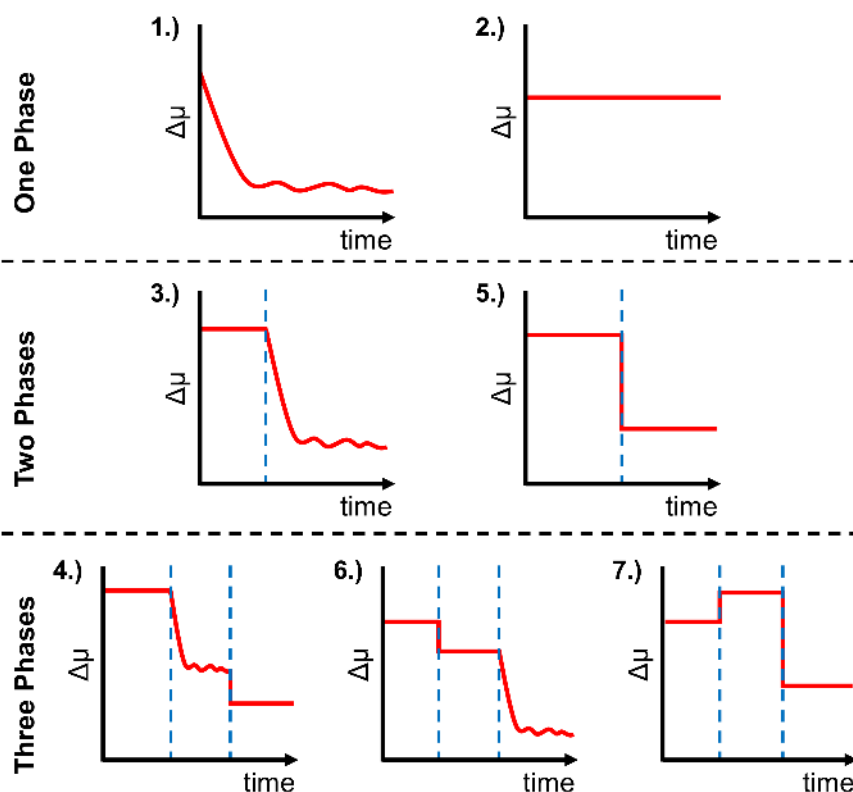 One Phase
1.)
Δμ
time
2.)
Δμ
time
Two Phases
3.)
Δμ
time
5.)
Δμ
time
Three Phases
4.)
Δμ
time
6.)
Δμ
time
7.)
Δμ
time